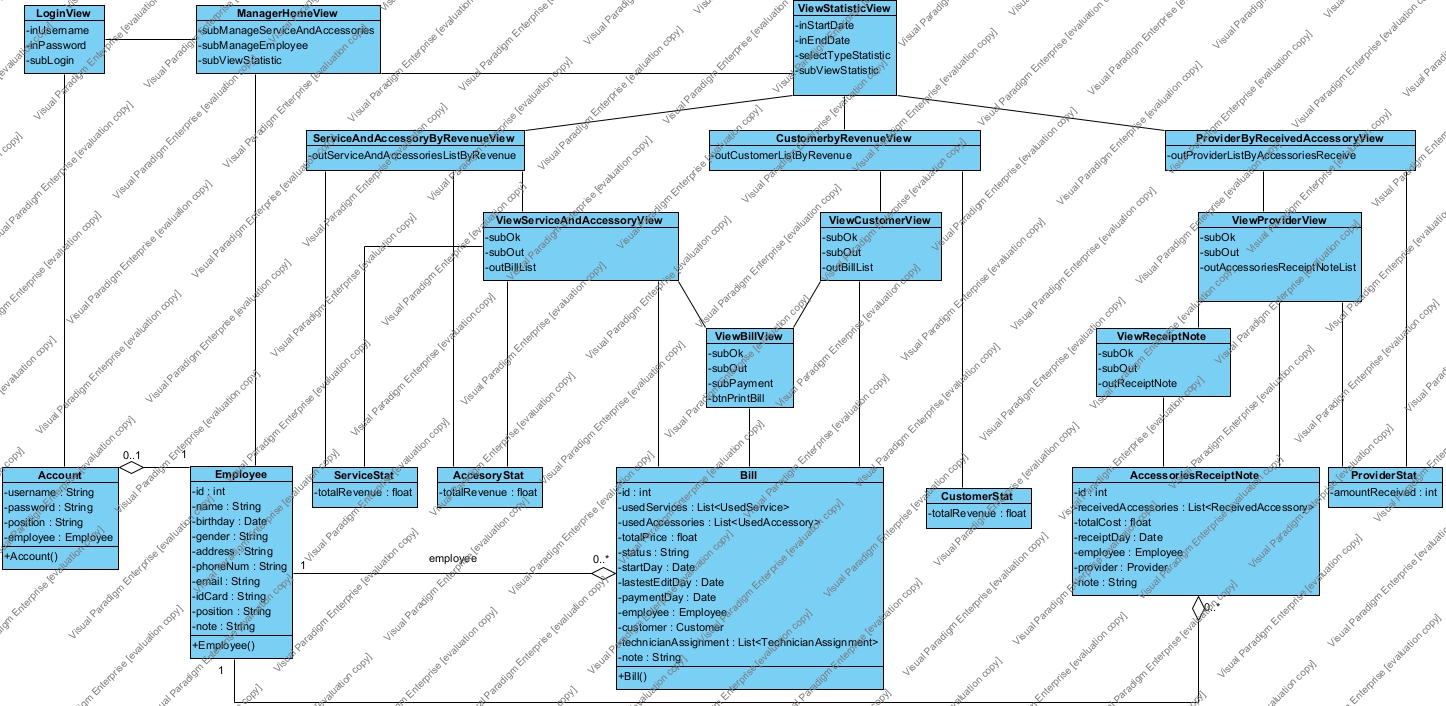 LoginView
-inUsername
-inPassword
-subLogin
ManagerHomeView
-subManageServiceAndAccessories
-subManageEmployee
-subViewStatistic
ViewStatisticView
-inStartDate
-inEndDate
-selectTypeStatistic
-subViewStatistic
ServiceAndAccessoryByRevenueView
-outServiceAndAccessoriesListByRevenue
CustomerbyRevenueView
-outCustomerListByRevenue
ProviderByReceivedAccessoryView
-outProviderListByAccessoriesReceive
ViewServiceAndAccessoryView
-subOk
-subOut
-outBillList
ViewCustomerView
-subOk
-subOut
-outBillList
ViewProviderView
-subOk
-subOut
-outAccessoriesReceiptNoteList
ViewBillView
-subOk
-subOut
-subPayment
-btnPrintBill
ViewReceiptNote
-subOk
-subOut
-outReceiptNote
Account
-username : String
-password : String
-position : String
-employee : Employee
+Account()
0..1
1
Employee
-id : int
-name : String
-birthday : Date
-gender : String
-address : String
-phoneNum : String
-email : String
-idCard : String
-position : String
-note : String
+Employee()
ServiceStat
-totalRevenue : float
AccesoryStat
-totalRevenue : float
1
employee
0..*
Bill
-id : int
-usedServices : List<UsedService>
-usedAccessories : List<UsedAccessory>
-totalPrice : float
-status : String
-startDay : Date
-lastestEditDay : Date
-paymentDay : Date
-employee : Employee
-customer : Customer
-technicianAssignment : List<TechnicianAssignment>
-note : String
+Bill()
CustomerStat
-totalRevenue : float
AccessoriesReceiptNote
-id : int
-receivedAccessories : List<ReceivedAccessory>
-totalCost : float
-receiptDay : Date
-employee : Employee
-provider : Provider
-note : String
ProviderStat
-amountReceived : int
0..*
1
Visual Paradigm Enterprise [evaluation copy]